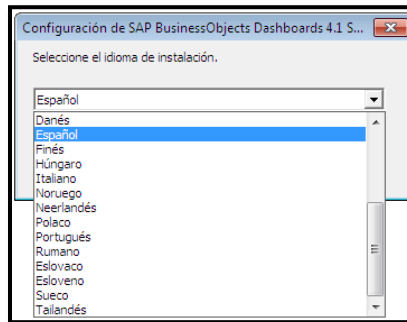 Configuración de SAP BusinessObjects Dashboards 4.1 S...
Seleccione el idioma de instalación.
Español
Danés
Español
Finés
Húngaro
Italiano
Noruego
Neerlandés
Polaco
Portugués
Rumano
Eslovaco
Esloveno
Sueco
Tailandés